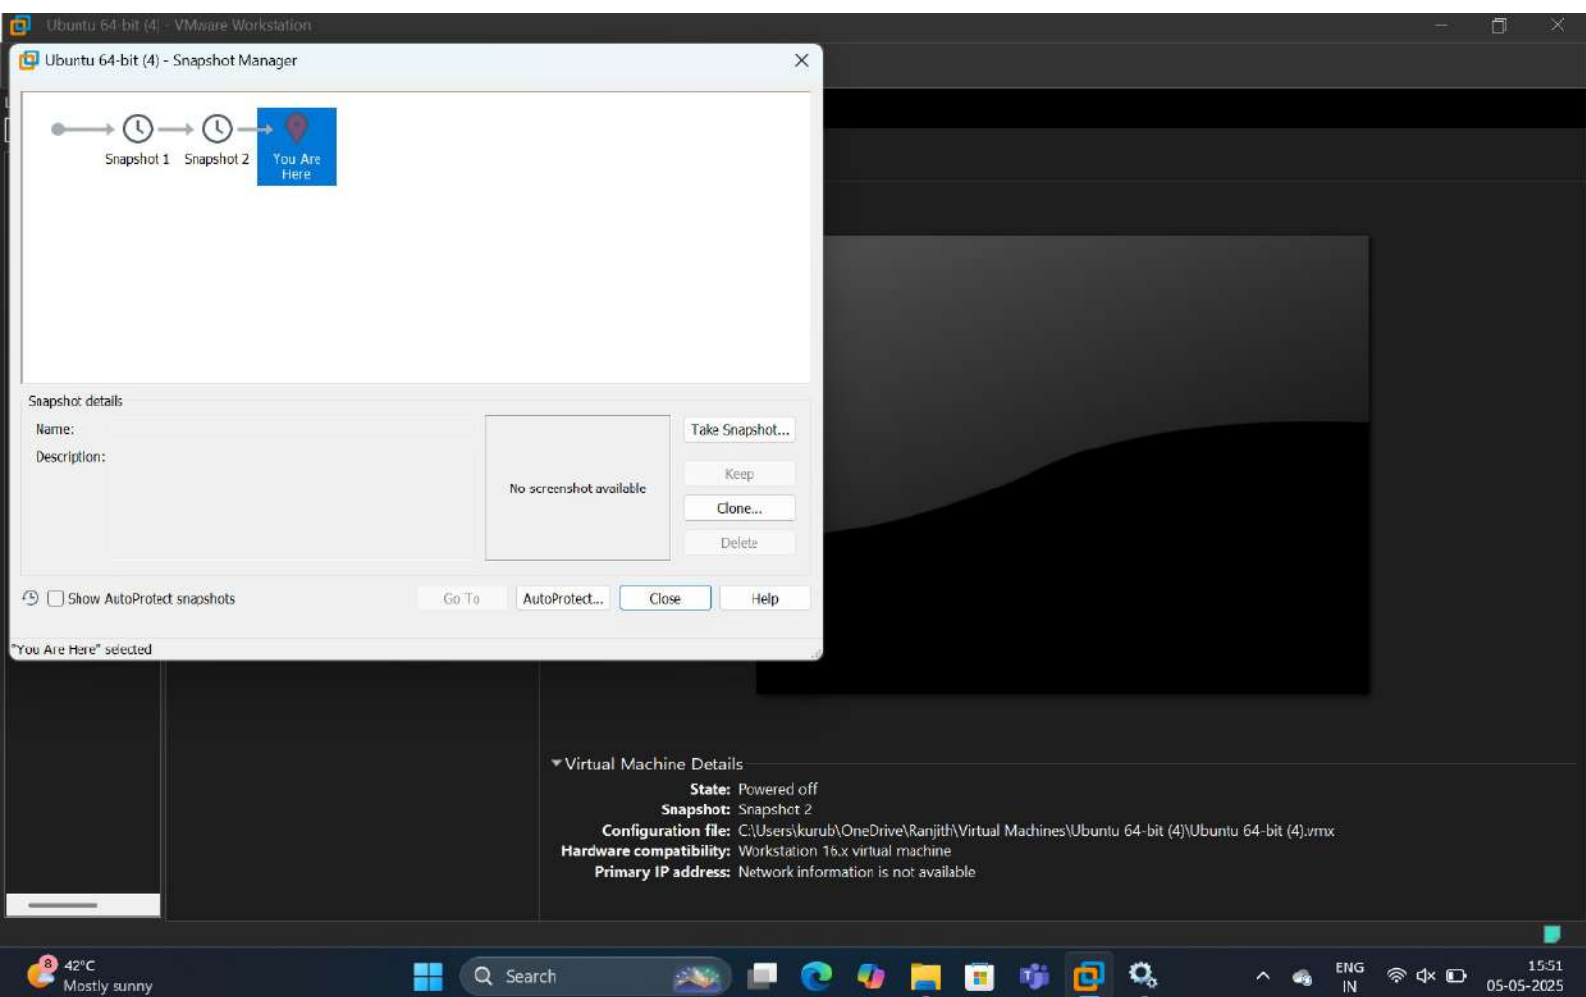 Ubuntu 64-bit (4) - VMware Workstation
Ubuntu 64-bit (4) - Snapshot Manager
Snapshot 1
Snapshot 2
You Are
Here
Snapshot details
Name:
Description:
No screenshot available
Take Snapshot...
Keep
Clone...
Delete
Show AutoProtect snapshots
Go To
AutoProtect...
Close
Help
"You Are Here" selected
Virtual Machine Details
State: Powered off
Snapshot: Snapshot 2
Configuration file: C:\Users\kurub\OneDrive\Ranjith\Virtual Machines\Ubuntu 64-bit (4)\Ubuntu 64-bit (4).vmx
Hardware compatibility: Workstation 16.x virtual machine
Primary IP address: Network information is not available
8
42°C
Mostly sunny
Search
ENG
IN
15:51
05-05-2025